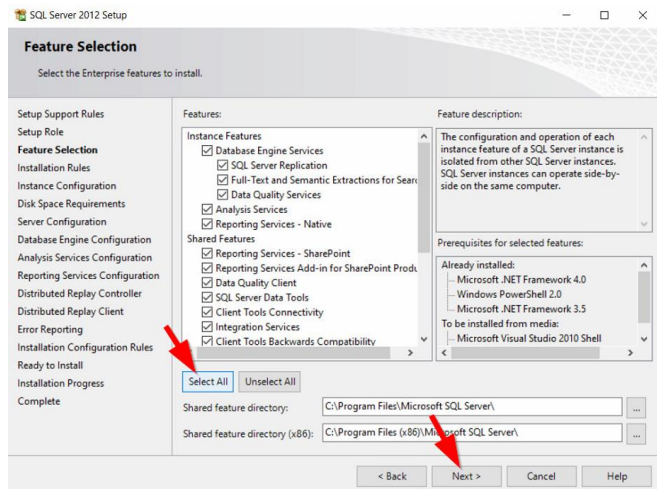 SQL Server 2012 Setup
Feature Selection
Select the Enterprise features to install.
Setup Support Rules
Setup Role
Feature Selection
Installation Rules
Instance Configuration
Disk Space Requirements
Server Configuration
Database Engine Configuration
Analysis Services Configuration
Reporting Services Configuration
Distributed Replay Controller
Distributed Replay Client
Error Reporting
Installation Configuration Rules
Ready to Install
Installation Progress
Complete
Features:
Instance Features
Database Engine Services
SQL Server Replication
Full-Text and Semantic Extractions for Searc
Data Quality Services
Analysis Services
Reporting Services - Native
Shared Features
Reporting Services - SharePoint
Reporting Services Add-in for SharePoint Produ
Data Quality Client
SQL Server Data Tools
Client Tools Connectivity
Integration Services
Client Tools Backwards Compatibility
Feature description:
The configuration and operation of each
instance feature of a SQL Server instance is
isolated from other SQL Server instances.
SQL Server instances can operate side-by-
side on the same computer.
Prerequisites for selected features:
Already installed:
Microsoft .NET Framework 4.0
Windows PowerShell 2.0
Microsoft .NET Framework 3.5
To be installed from media:
Microsoft Visual Studio 2010 Shell
Select All
Unselect All
Shared feature directory:
C:\Program Files\Microsoft SQL Server\
...
Shared feature directory (x86):
C:\Program Files (x86)\Microsoft SQL Server\
...
< Back
Next >
Cancel
Help